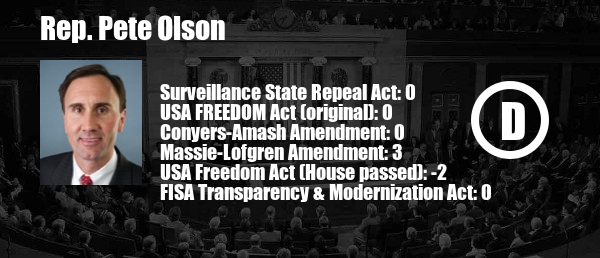 Rep. Pete Olson
Surveillance State Repeal Act: 0
USA FREEDOM Act (original): 0
Conyers-Amash Amendment: 0
Massie-Lofgren Amendment: 3
USA Freedom Act (House passed): -2
FISA Transparency & Modernization Act: 0
D